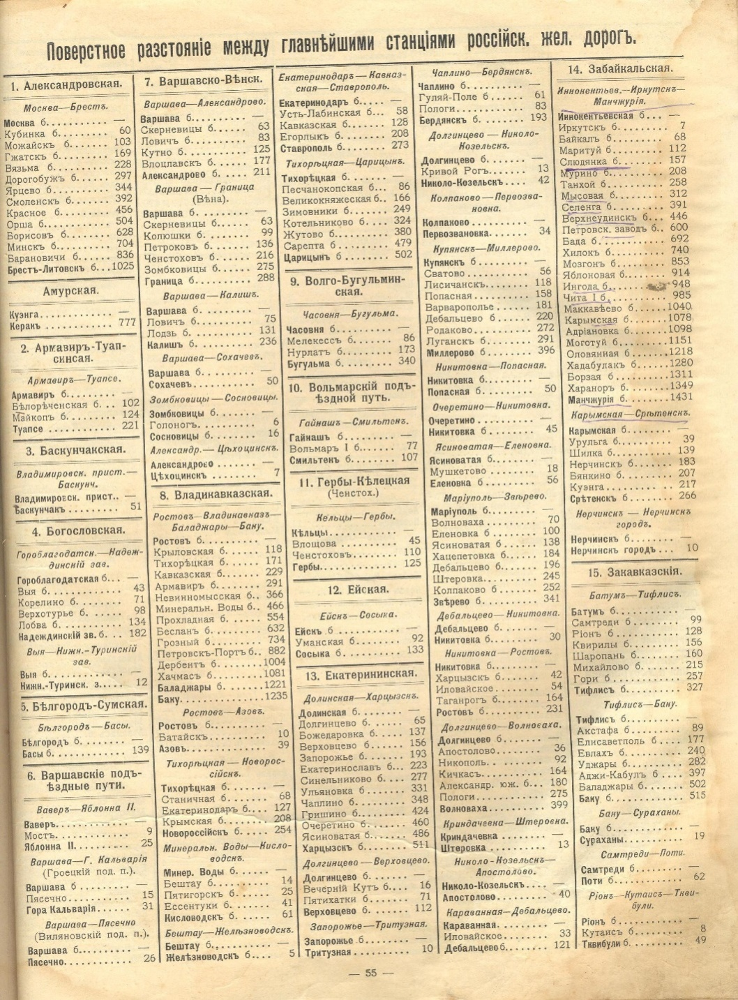 Поверстное разстояніе между главнѣйшими станціями россійск. жел. дорогъ.
1. Александровская.
Москва—Брестъ.
Москва б. —
Кубинка б. 60
Можайскъ б. 103
Гжатскъ б. 169
Вязьма б. 228
Дорогобужъ б. 297
Ярцево б. 344
Смоленскъ б. 392
Красное б. 456
Орша б. 504
Борисовъ б. 628
Минскъ б. 704
Барановичи б. 836
Брестъ-Литовскъ б. 1025
Амурская.
Куэнга —
Керакъ 777
2. Армавиръ-Туап-
синсая.
Армавиръ—Туапсе.
Армавиръ б. —
Бѣлорѣченская б. 102
Майкопъ б. 124
Туапсе 221
3. Баскунчакская.
Владимировск. прист.—
Баскунч.
Владимировск. прист. —
Баскунчак 51
4. Богословская.
Гороблагодатск.—Надеж-
динскій зав.
Гороблагодатская б. —
Выя б. 43
Корелино б. 71
Верхотурье б. 98
Лобва б. 134
Надеждинскій зв. б. 182
Выя—Нижн.-Туринскій
зав.
Выя б. —
Нижн.-Туринск. з. 12
5. Бѣлгородъ-Сумская.
Бѣлгородъ—Басы.
Бѣлгородъ б. —
Басы б. 139
6. Варшавскіе подъ-
ѣздные пути.
Ваверъ—Яблонна II.
Ваверъ. —
Мостъ. 9
Яблонна II. 25
Варшава—Г. Кальварія
(Гроецкій под. п.).
Варшава б. —
Пясечно 15
Гора Кальварія 31
Варшава—Пясечно
(Виляновскій под. п.).
Варшава б. —
Пясечно 26
7. Варшавско-Вѣнск.
Варшава—Александрово.
Варшава б. —
Скерневицы б. 63
Ловичъ б. 83
Кутно б. 125
Влоцлавскъ б. 177
Александрово б. 211
Варшава—Граница
(Вѣна).
Варшава б. —
Скерневицы б. 63
Колюшки б. 99
Петроковъ б. 136
Ченстоховъ б. 216
Зомбковицы б. 275
Граница б. 288
Варшава—Калишъ.
Варшава б. —
Ловичъ б. 75
Лодзь б. 131
Калишъ б. 236
Варшава—Сохачевъ.
Варшава б. —
Сохачевъ 50
Зомбковицы—Сосновицы.
Зомбковицы б. —
Голоногъ 6
Сосновицы б. 16
Александр.—Цѣхоцинскъ.
Александрово —
Цѣхоцинскъ 7
8. Владикавказская.
Ростовъ—Владикавказъ—
Баладжары—Баку.
Ростовъ б. —
Крыловская б. 118
Тихорѣцкая б. 171
Кавказская б. 229
Армавиръ б. 291
Невинномысская б. 366
Минеральн. Воды б. 466
Прохладная б. 554
Бесланъ б. 632
Грозный б. 734
Петровскъ-Портъ б. 882
Дербентъ б. 1004
Хачмасъ б. 1081
Баладжары б. 1221
Баку 1235
Ростовъ—Азовъ.
Ростовъ б. —
Батайскъ 10
Азовъ. 39
Тихорѣцкая—Новорос-
сійскъ.
Тихорѣцкая б. —
Станичная б. 68
Екатеринодаръ б. 127
Крымская б. 208
Новороссійскъ б. 254
Минеральн. Воды—Кисло-
водскъ.
Минер. Воды б. —
Бештау б. 14
Пятигорскъ б. 25
Ессентуки б. 41
Кисловодскъ б. 61
Бештау—Желѣзноводскъ.
Бештау б. —
Желѣзноводскъ б. 5
Екатеринодаръ—Кавказ-
ская—Ставрополь.
Екатеринодаръ б. —
Усть-Лабинская б. 58
Кавказская б. 128
Егорлыкъ б. 208
Ставрополь б. 273
Тихорѣцкая—Царицынъ.
Тихорѣцкая б. —
Песчанокопская б. 86
Великокняжеская б. 166
Зимовники б. 249
Котельниково б. 324
Жутово б. 380
Сарепта б. 479
Царицынъ б. 502
9. Волго-Бугульмин-
ская.
Часовня—Бугульма.
Часовня б. —
Мелекессъ б. 86
Нурлатъ б. 173
Бугульма б. 340
10. Вольмарскій подъ-
ѣздной путь.
Гайнашъ—Смильтенъ.
Гайнашъ б. —
Вольмаръ I б. 77
Смильтенъ б. 107
11. Гербы-Кѣлецкая
(Ченстох.)
Кельцы—Гербы.
Кѣльцы —
Влощова 45
Ченстоховъ 110
Гербы 125
12. Ейская.
Ейскъ—Сосыка.
Ейскъ б. —
Уманская б. 92
Сосыка б. 133
13. Екатерининская.
Долинская—Харцызскъ.
Долинская б. —
Долгинцево б. 65
Божедаровка б. 137
Верховцево б. 156
Запорожье б. 193
Екатеринославъ б. 223
Синельниково б. 277
Ульяновка б. 331
Чаплино б. 348
Гришино б. 424
Очеретино б. 460
Ясиноватая б. 486
Харцызскъ б. 511
Долгинцево—Верховцево.
Долгинцево б. —
Вечерній Кутъ б. 16
Пятихатки б. 71
Верховцево б. 112
Запорожье—Тритузная.
Запорожье б. —
Тритузная 10
Чаплино—Бердянскъ.
Чаплино б. —
Гуляй-Поле б. 61
Пологи 83
Бердянскъ б. 193
Долгинцево—Николо-
Козельскъ.
Долгинцево б. —
Кривой Рогъ. 13
Николо-Козельскъ 42
Колпаково—Первозва-
новка.
Колпаково —
Первозвановка. 34
Купянскъ—Миллерово.
Купянскъ б. —
Сватово 56
Лисичанскъ. 118
Попасная 158
Варварополье 181
Дебальцево б. 220
Родаково 272
Луганскъ б. 291
Миллерово б. 396
Никитовка—Попасная.
Никитовка б. —
Попасная б. 50
Очеретино—Никитовка.
Очеретино —
Никитовка б. 45
Ясиноватая—Еленовка.
Ясиноватая б. —
Мушкетово 18
Еленовка б. 56
Маріуполь—Звѣрево.
Маріуполь б. —
Волноваха 70
Еленовка б. 100
Ясиноватая б. 138
Хацепетовка б. 184
Дебальцево б. 196
Штеровка. 245
Колпаково б. 252
Звѣрево б. 341
Дебальцево—Никитовка.
Дебальцево б. —
Никитовка б. 30
Никитовка—Ростовъ.
Никитовка б. —
Харцызскъ б. 42
Иловайское б. 54
Таганрогъ б. 164
Ростовъ б. 231
Долгинцево—Волноваха.
Долгинцево б. —
Апостолово. 36
Никополь. 92
Кичкасъ. 164
Александр. юж. б. 180
Пологи 275
Волноваха. 399
Криндачевка—Штеровка.
Криндачевка —
Штеровка 13
Николо-Козельскъ—
Апостолово.
Николо-Козельскъ —
Апостолово 40
Караванная—Дебальцево.
Караванная. —
Иловайское 33
Дебальцево б. 121
14. Забайкальская.
Иннокентьев.—Иркутскъ—
Манчжурія.
Иннокентьевская б. —
Иркутскъ б. 7
Байкалъ б. 68
Маритуй б. 112
Слюдянка б. 157
Мурино б. 208
Танхой б. 258
Мысовая б. 312
Селенга б. 391
Верхнеудинскъ б. 446
Петровск. заводъ б. 600
Бада б. 692
Хилокъ б. 740
Мозгонъ б. 853
Яблоновая б. 914
Ингода б. 948
Чита I б. 985
Маккавѣево б. 1040
Карымская б. 1078
Адріановка б. 1098
Моготуй б. 1151
Оловянная б. 1218
Хадабулакъ б. 1280
Борзая б. 1311
Хараноръ б. 1349
Манчжурія б. 1431
Карымская—Срѣтенскъ.
Карымская б. —
Урульга б. 39
Шилка б. 139
Нерчинскъ б. 183
Бянкино б. 207
Куэнга 217
Срѣтенскъ б. 266
Нерчинскъ — Нерчинскъ
городъ.
Нерчинскъ б. —
Нерчинскъ городъ 10
15. Закавказскія.
Батумъ—Тифлисъ.
Батумъ б. —
Самтреди б. 99
Ріонъ б. 128
Квирилы б. 156
Шаропань б. 160
Михайлово б. 215
Гори б. 257
Тифлисъ б. 327
Тифлисъ—Баку.
Тифлисъ б. —
Акстафа б. 89
Елисаветполь б. 177
Евлахъ б. 240
Уджары б. 282
Аджи-Кабулъ б. 397
Баладжары б. 502
Баку б. 515
Баку—Сураханы.
Баку б. —
Сураханы. 19
Самтреди—Поти.
Самтреди б. —
Поти б. 62
Ріонъ—Кутаисъ—Ткви-
були.
Ріонъ б. —
Кутаисъ б. 8
Тквибули б. 49
— 55 —